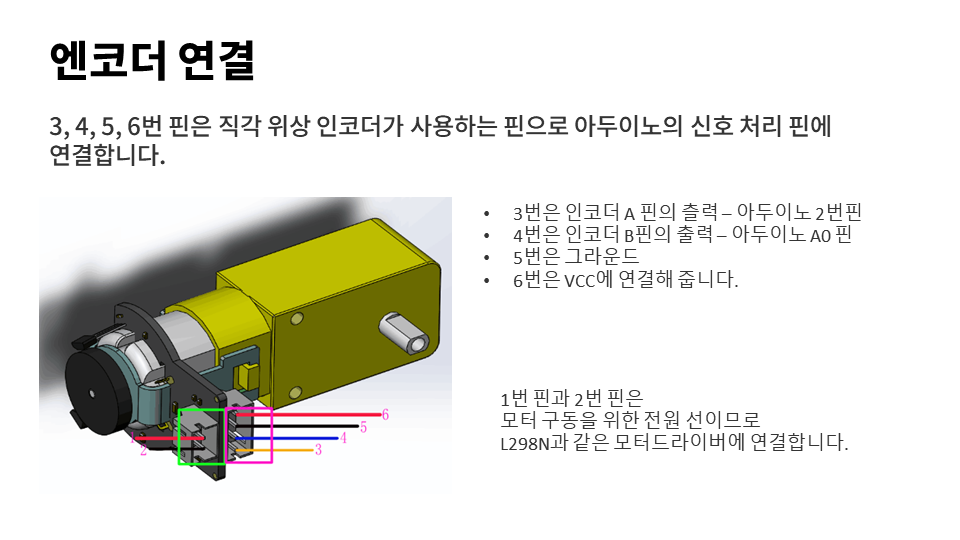 엔코더 연결
3, 4, 5, 6번 핀은 직각 위상 인코더가 사용하는 핀으로 아두이노의 신호 처리 핀에
연결합니다.
• 3번은 인코더 A 핀의 출력 – 아두이노 2번핀
• 4번은 인코더 B핀의 출력 – 아두이노 A0 핀
• 5번은 그라운드
• 6번은 VCC에 연결해 줍니다.
1번 핀과 2번 핀은
모터 구동을 위한 전원 선이므로
L298N과 같은 모터드라이버에 연결합니다.
6
5
1
4
2
3